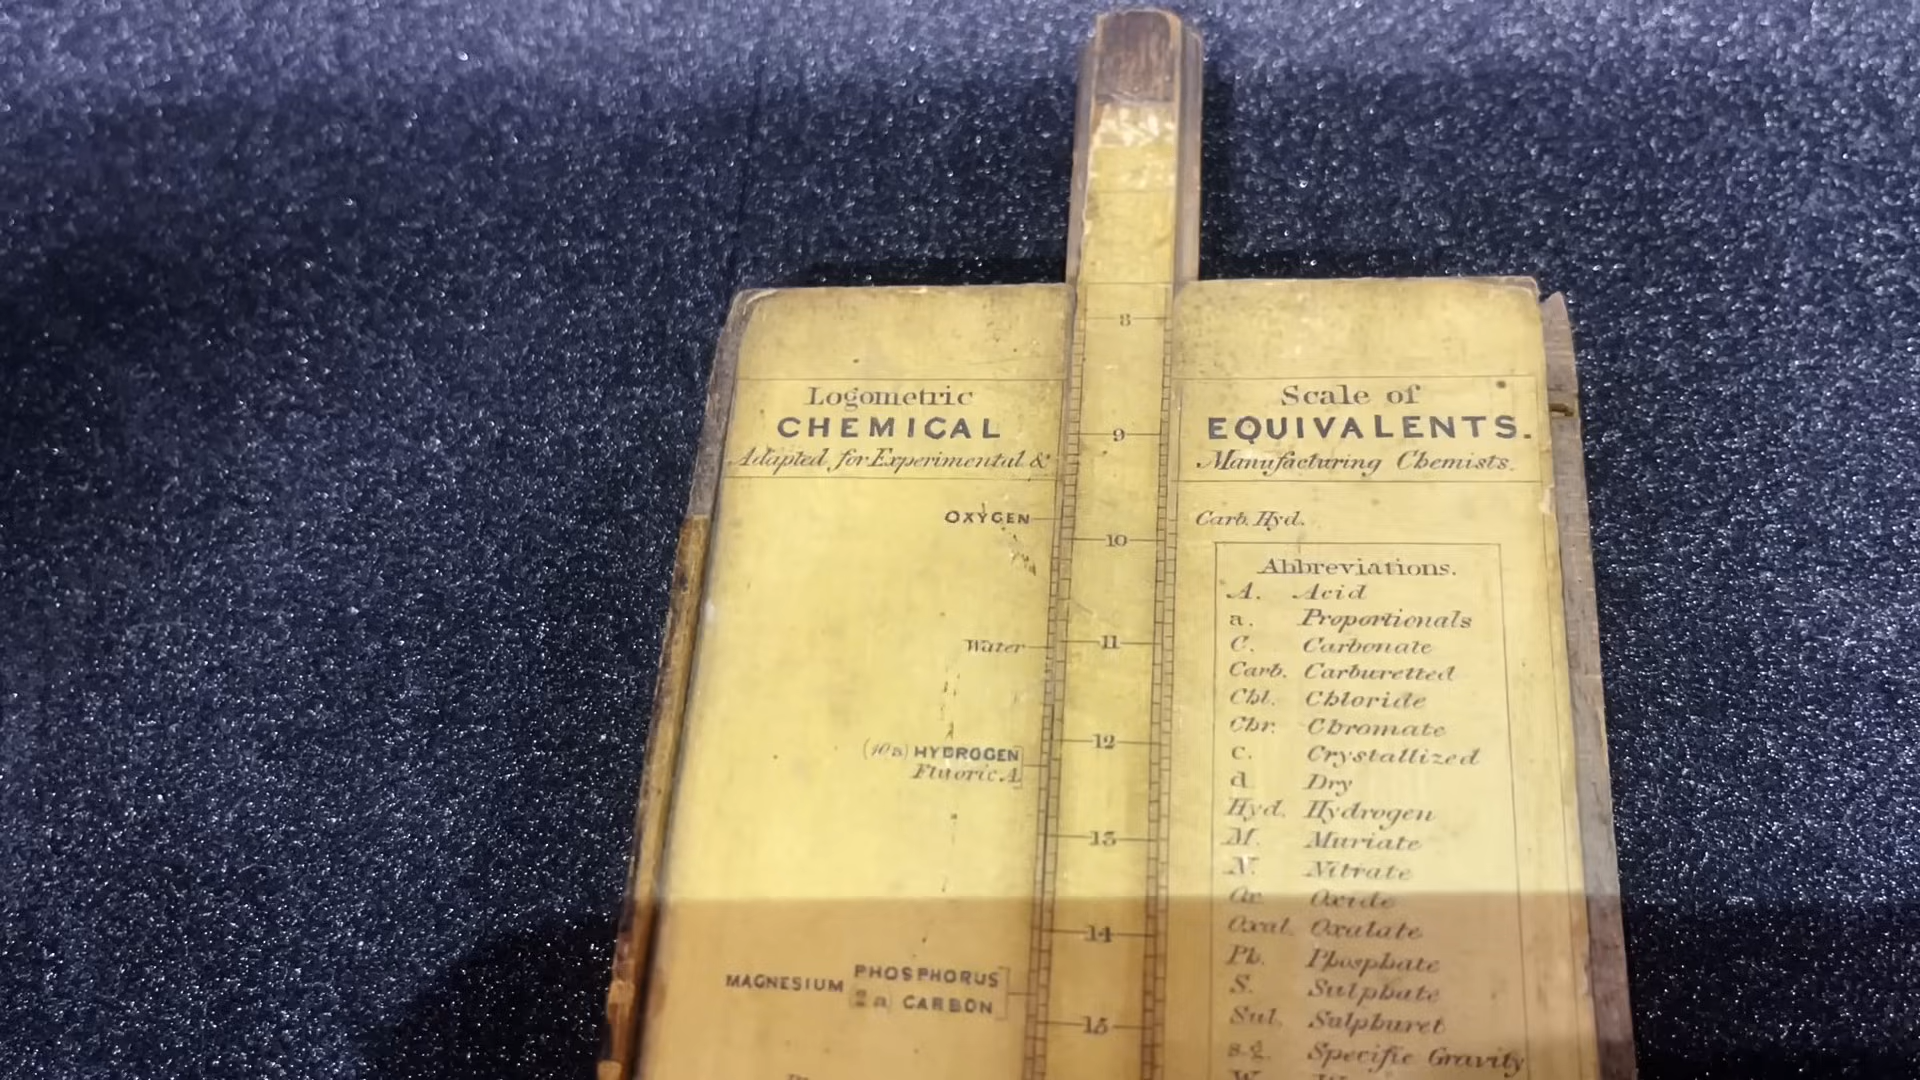 8
Logometric
CHEMICAL
Adapted for Experimental &
Scale of
EQUIVALENTS.
Manufacturing Chemists.
9
OXYGEN
Carb. Hyd.
10
Abbreviations.
A. Acid
a. Proportionals
C. Carbonate
Carb. Carburetted
Chl. Chloride
Chr. Chromate
c. Crystallized
d Dry
Hyd. Hydrogen
M. Muriate
N. Nitrate
Ox. Oxide
Oxal. Oxalate
Ph. Phosphate
S. Sulphate
Sul. Sulphuret
s.g. Specific Gravity
W.
Water
11
12
(10a) HYDROGEN
Fluoric A
13
14
MAGNESIUM
PHOSPHORUS
2a CARBON
15